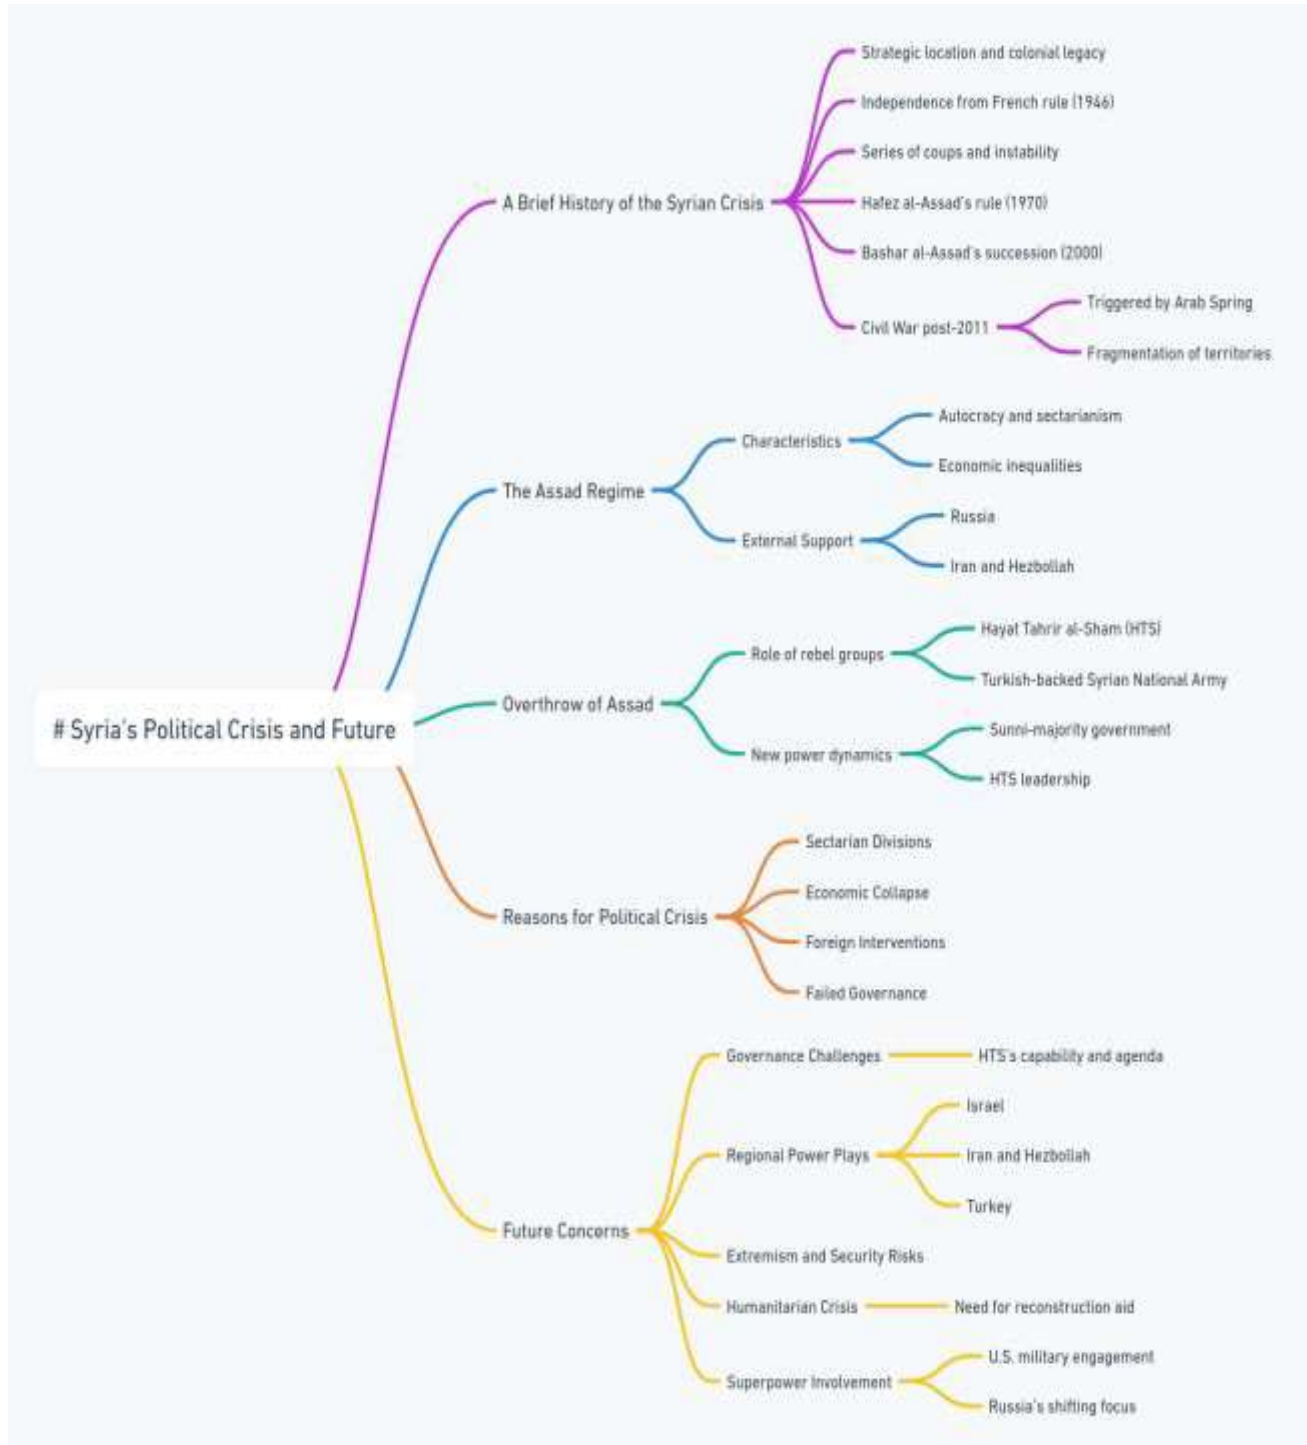 Strategic location and colonial legacy
Independence from French rule (1946)
Series of coups and instability
A Brief History of the Syrian Crisis
Hafez al-Assad's rule (1970)
Bashar al-Assad's succession (2000)
Civil War post-2011
Triggered by Arab Spring
Fragmentation of territories
The Assad Regime
Characteristics
Autocracy and sectarianism
Economic inequalities
External Support
Russia
Iran and Hezbollah
# Syria's Political Crisis and Future
Overthrow of Assad
Role of rebel groups
Hayat Tahrir al-Sham (HTS)
Turkish-backed Syrian National Army
New power dynamics
Sunni-majority government
HTS leadership
Reasons for Political Crisis
Sectarian Divisions
Economic Collapse
Foreign Interventions
Failed Governance
Future Concerns
Governance Challenges
HTS's capability and agenda
Regional Power Plays
Israel
Iran and Hezbollah
Turkey
Extremism and Security Risks
Humanitarian Crisis
Need for reconstruction aid
Superpower Involvement
U.S. military engagement
Russia's shifting focus